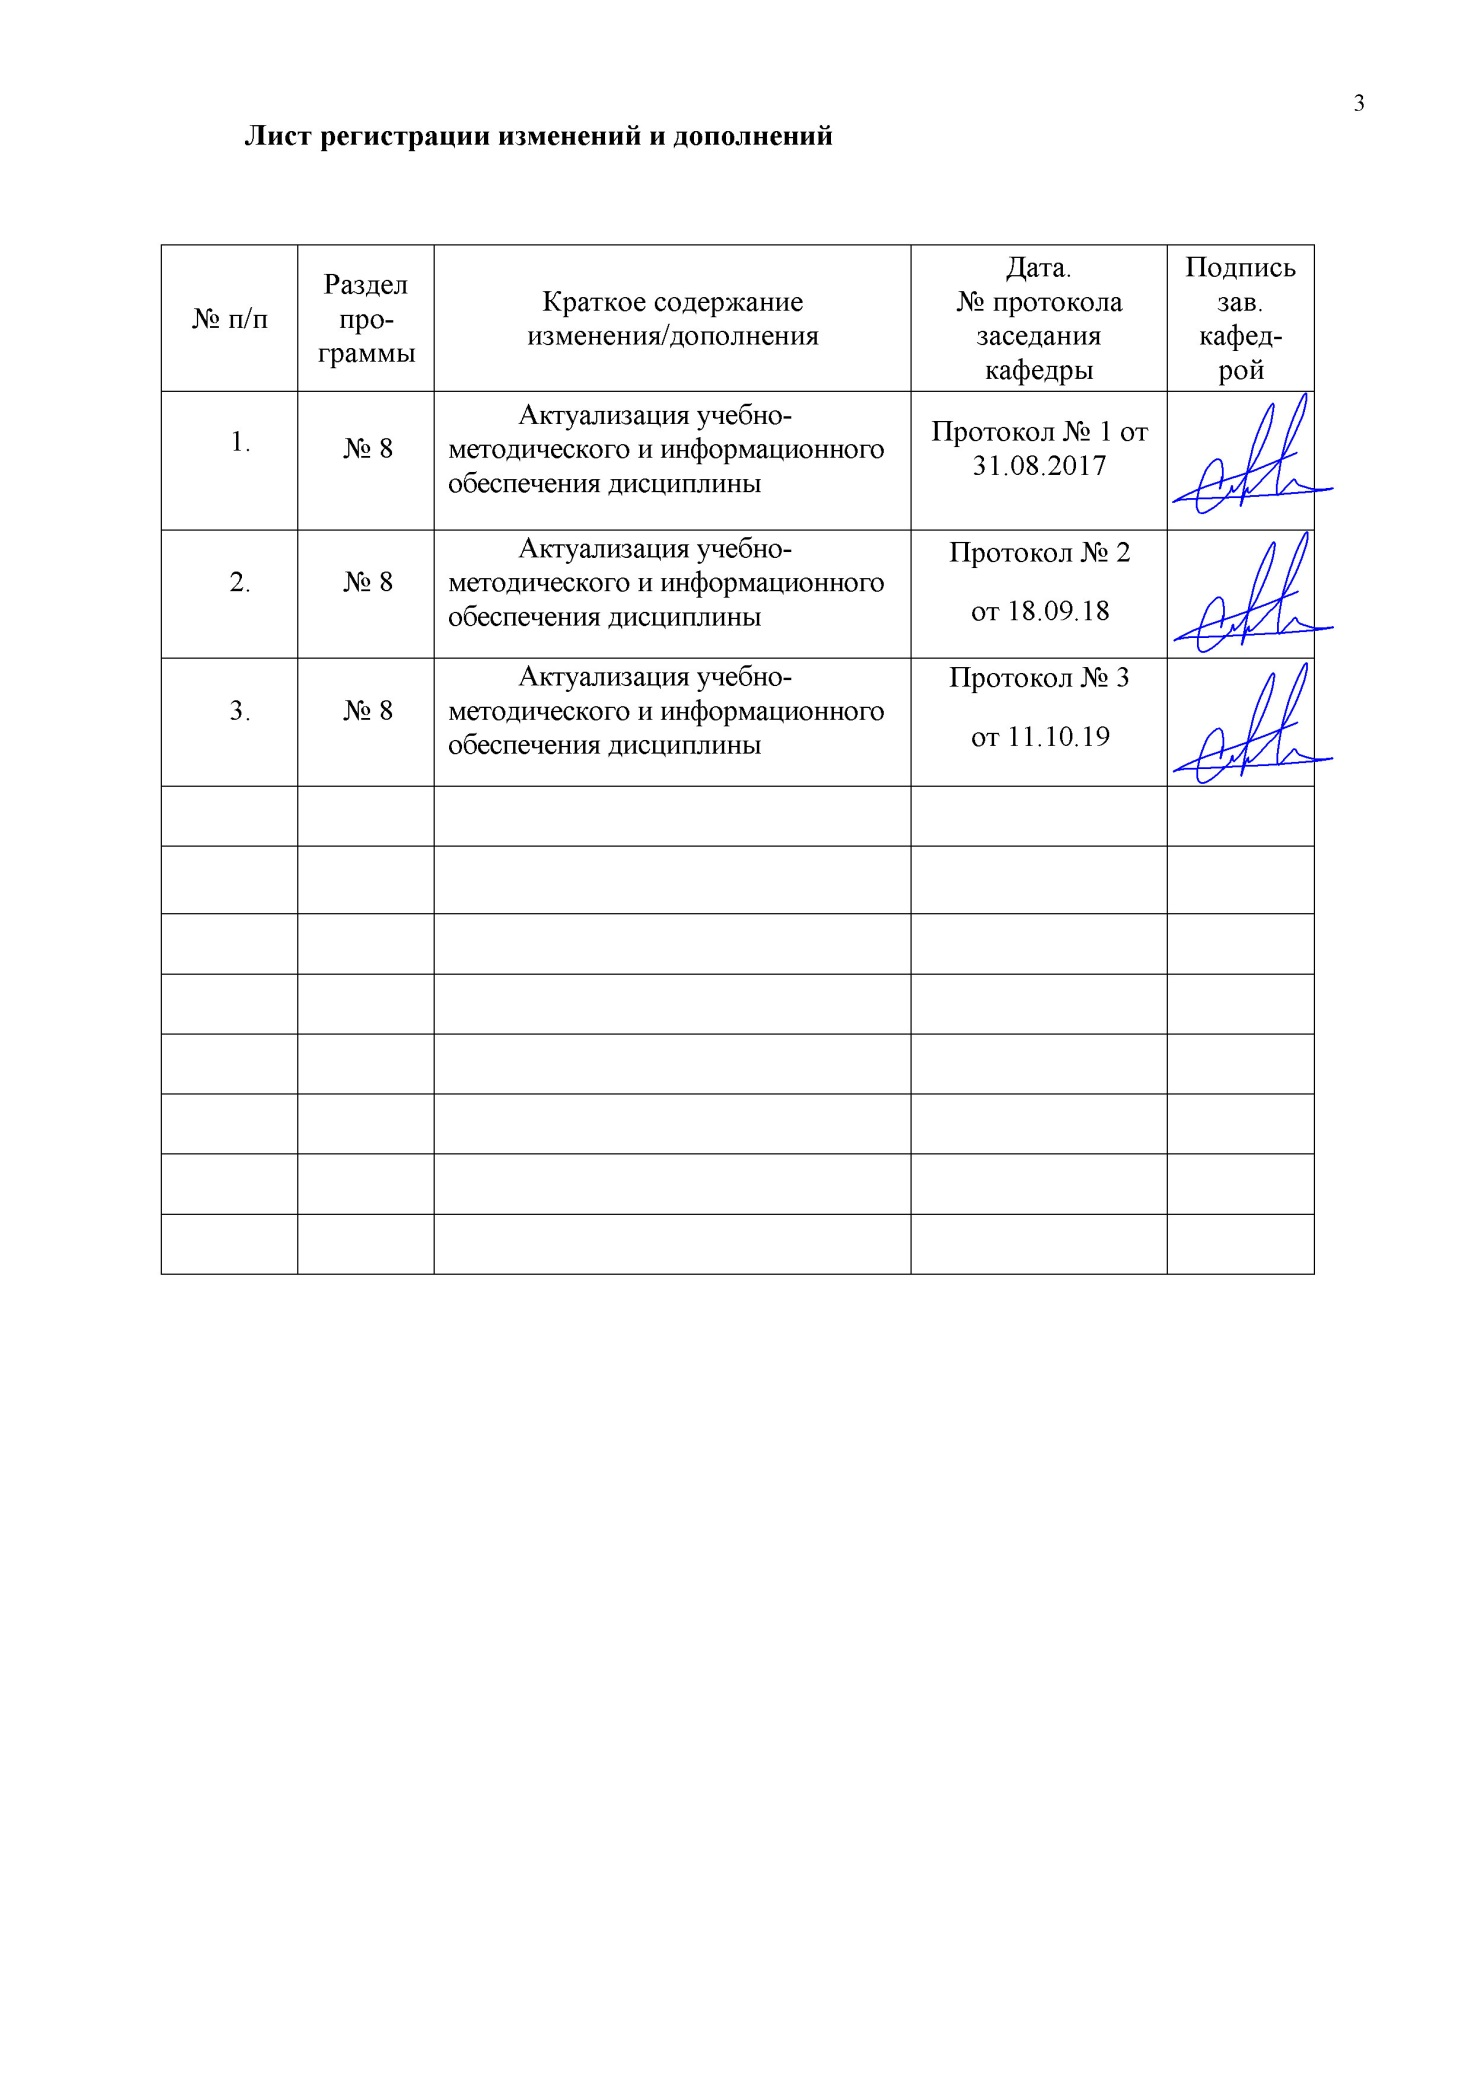 3
Лист регистрации изменений и дополнений
№ п/п
Раздел
про-
граммы
Краткое содержание
изменения/дополнения
Дата.
№ протокола
заседания
кафедры
Подпись
зав.
кафед-
рой
1.
№ 8
Актуализация учебно-
методического и информационного
обеспечения дисциплины
Протокол № 1 от
31.08.2017
2.
№ 8
Актуализация учебно-
методического и информационного
обеспечения дисциплины
Протокол № 2
от 18.09.18
3.
№ 8
Актуализация учебно-
методического и информационного
обеспечения дисциплины
Протокол № 3
от 11.10.19